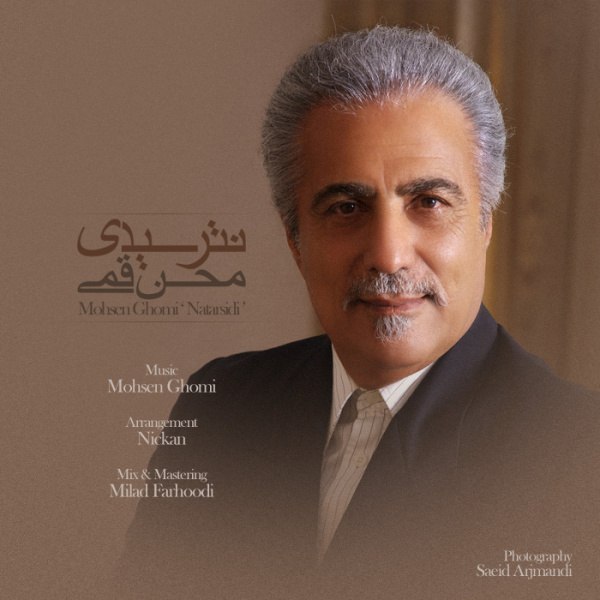 نترسیدی
محسن قمی
Mohsen Ghomi ' Natarsidi '
Music
Mohsen Ghomi
Arrangement
Nickan
Mix & Mastering
Milad Farhoodi
Photography
Saeid Arjmandi